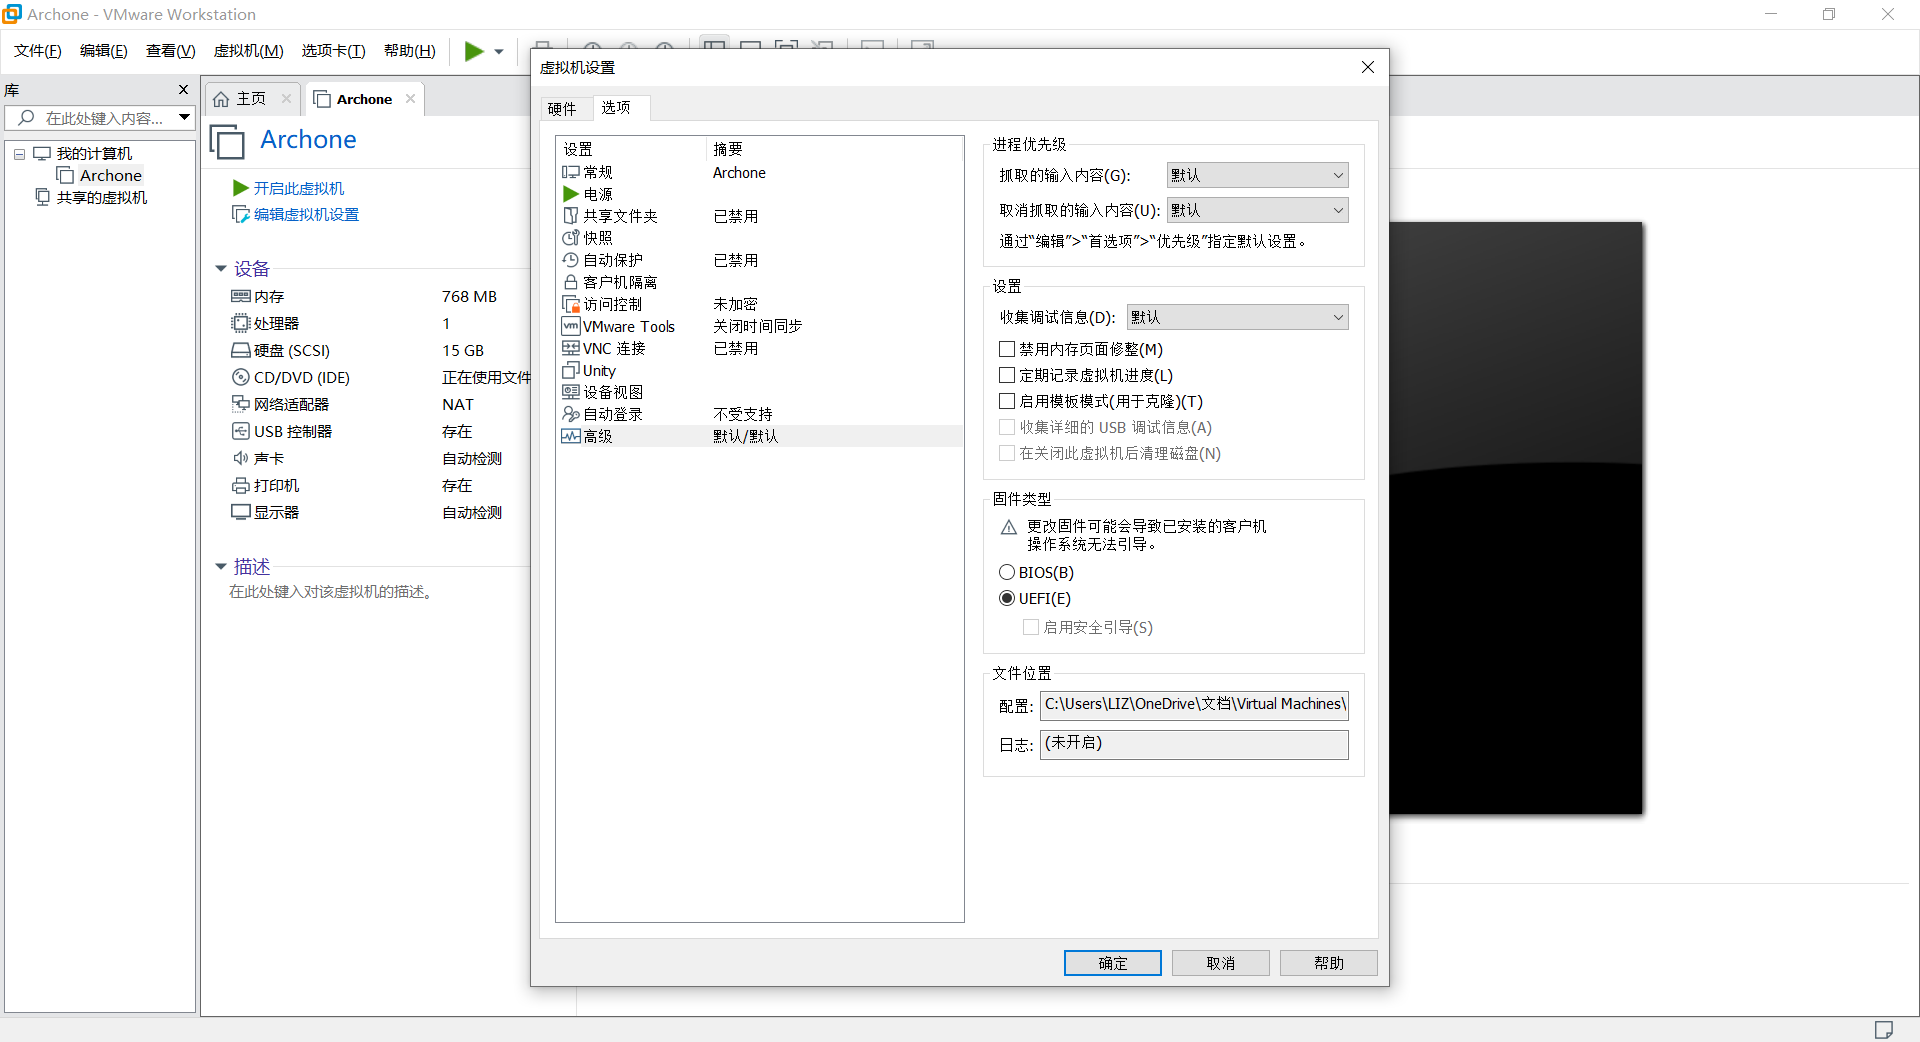 Archone - VMware Workstation
文件(F) 编辑(E) 查看(V) 虚拟机(M) 选项卡(T) 帮助(H)
库
在此处键入内容...
我的计算机
Archone
共享的虚拟机
主页
Archone
Archone
开启此虚拟机
编辑虚拟机设置
设备
内存 768 MB
处理器 1
硬盘 (SCSI) 15 GB
CD/DVD (IDE) 正在使用文件
网络适配器 NAT
USB 控制器 存在
声卡 自动检测
打印机 存在
显示器 自动检测
描述
在此处键入对该虚拟机的描述。
虚拟机设置
硬件 选项
设置 摘要
常规 Archone
电源
共享文件夹 已禁用
快照
自动保护 已禁用
客户机隔离
访问控制 未加密
VMware Tools 关闭时间同步
VNC 连接 已禁用
Unity
设备视图
自动登录 不受支持
高级 默认/默认
进程优先级
抓取的输入内容(G): 默认
取消抓取的输入内容(U): 默认
通过“编辑”>“首选项”>“优先级”指定默认设置。
设置
收集调试信息(D): 默认
禁用内存页面修整(M)
定期记录虚拟机进度(L)
启用模板模式(用于克隆)(T)
收集详细的 USB 调试信息(A)
在关闭此虚拟机后清理磁盘(N)
固件类型
更改固件可能会导致已安装的客户机
操作系统无法引导。
BIOS(B)
UEFI(E)
启用安全引导(S)
文件位置
配置: C:\Users\LIZ\OneDrive\文档\Virtual Machines\
日志: (未开启)
确定 取消 帮助